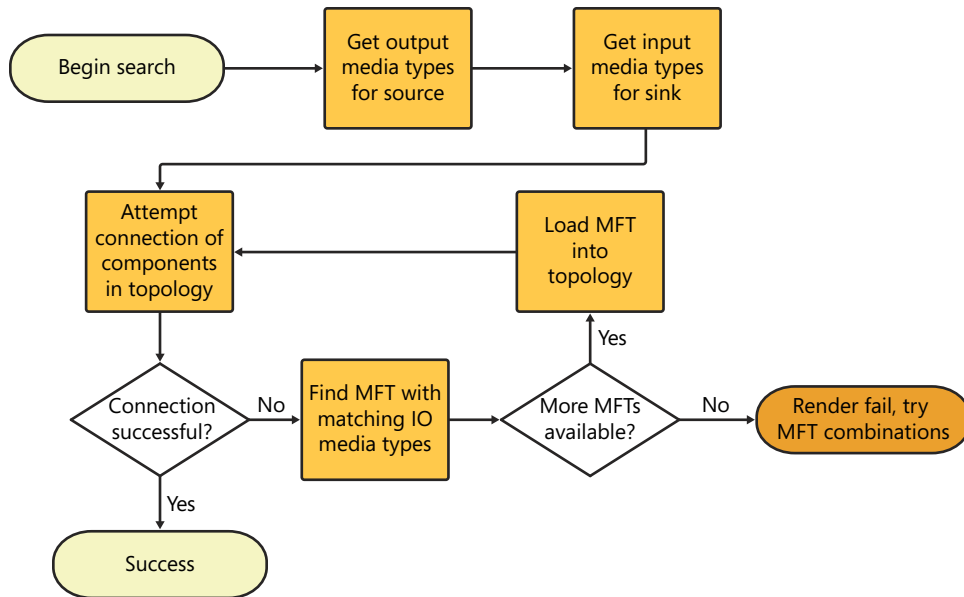 Begin search
Get output
media types
for source
Get input
media types
for sink
Attempt
connection of
components
in topology
Load MFT
into
topology
Yes
Connection
successful?
No
Find MFT with
matching IO
media types
More MFTs
available?
No
Render fail, try
MFT combinations
Yes
Success